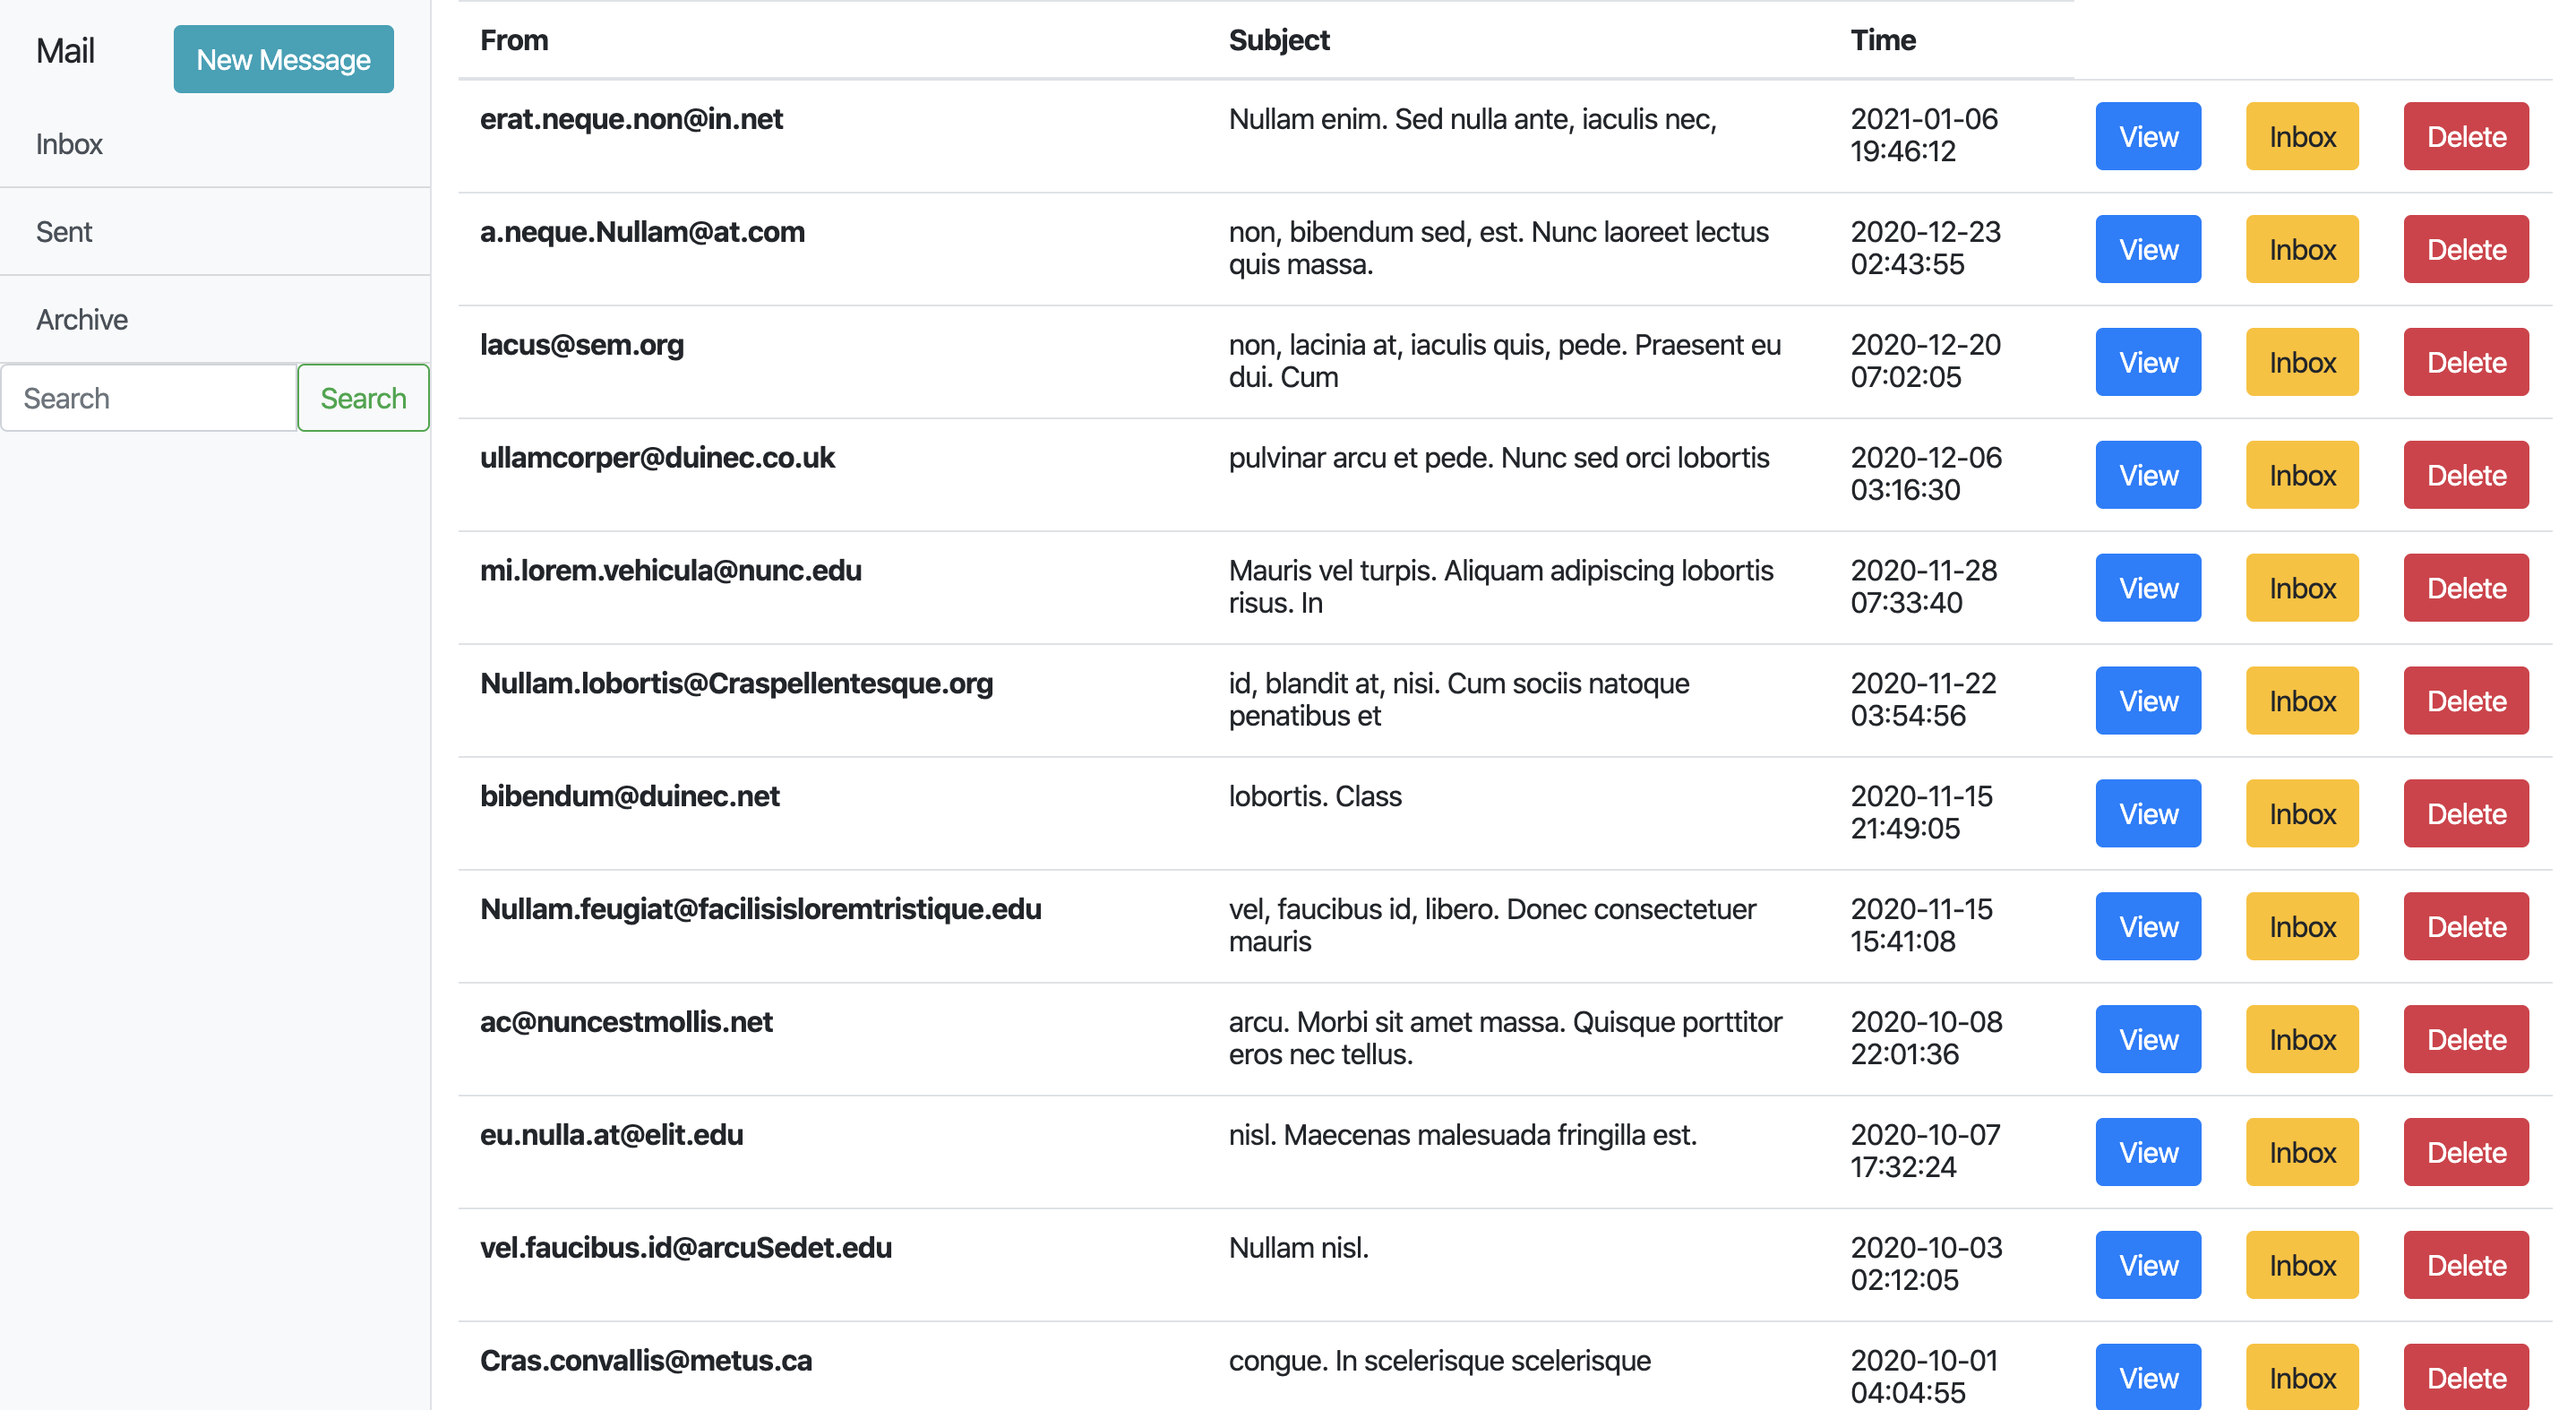 Mail
New Message
Inbox
Sent
Archive
Search Search
From Subject Time
erat.neque.non@in.net Nullam enim. Sed nulla ante, iaculis nec, 2021-01-06
19:46:12
View Inbox Delete
a.neque.Nullam@at.com non, bibendum sed, est. Nunc laoreet lectus 2020-12-23
quis massa. 02:43:55
View Inbox Delete
lacus@sem.org non, lacinia at, iaculis quis, pede. Praesent eu 2020-12-20
dui. Cum 07:02:05
View Inbox Delete
ullamcorper@duinec.co.uk pulvinar arcu et pede. Nunc sed orci lobortis 2020-12-06
03:16:30
View Inbox Delete
mi.lorem.vehicula@nunc.edu Mauris vel turpis. Aliquam adipiscing lobortis 2020-11-28
risus. In 07:33:40
View Inbox Delete
Nullam.lobortis@Craspellentesque.org id, blandit at, nisi. Cum sociis natoque 2020-11-22
penatibus et 03:54:56
View Inbox Delete
bibendum@duinec.net lobortis. Class 2020-11-15
21:49:05
View Inbox Delete
Nullam.feugiat@facilisisloremtristique.edu vel, faucibus id, libero. Donec consectetuer 2020-11-15
mauris 15:41:08
View Inbox Delete
ac@nuncestmollis.net arcu. Morbi sit amet massa. Quisque porttitor 2020-10-08
eros nec tellus. 22:01:36
View Inbox Delete
eu.nulla.at@elit.edu nisl. Maecenas malesuada fringilla est. 2020-10-07
17:32:24
View Inbox Delete
vel.faucibus.id@arcuSedet.edu Nullam nisl. 2020-10-03
02:12:05
View Inbox Delete
Cras.convallis@metus.ca congue. In scelerisque scelerisque 2020-10-01
04:04:55
View Inbox Delete